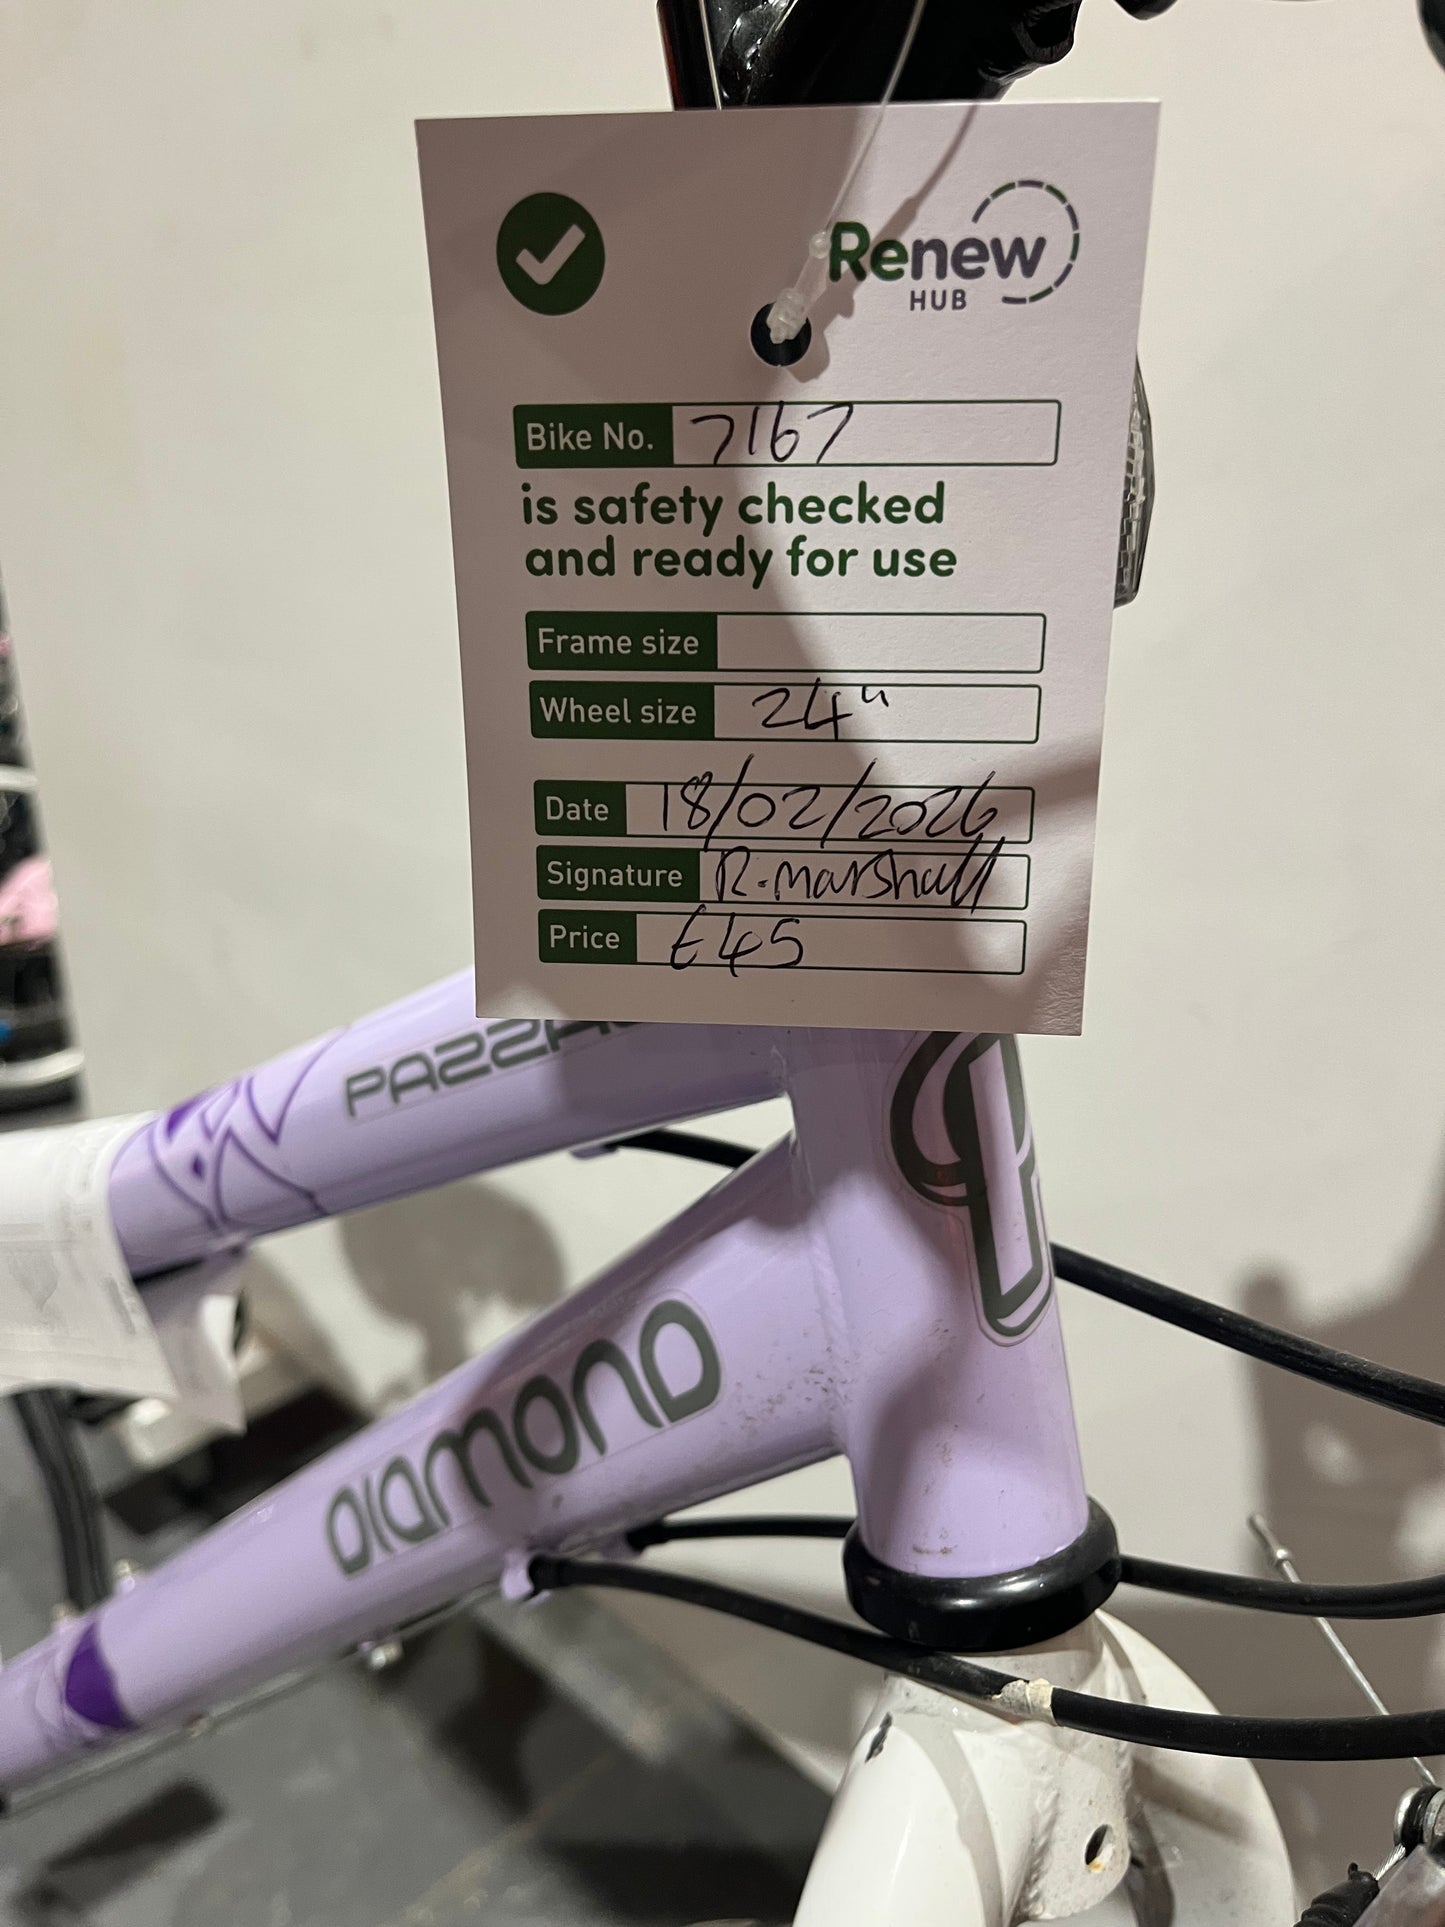 Renew
HUB
Bike No. 7167
is safety checked
and ready for use
Frame size
Wheel size 24"
Date 18/02/2026
Signature R. Marshall
Price £45
DIAMOND